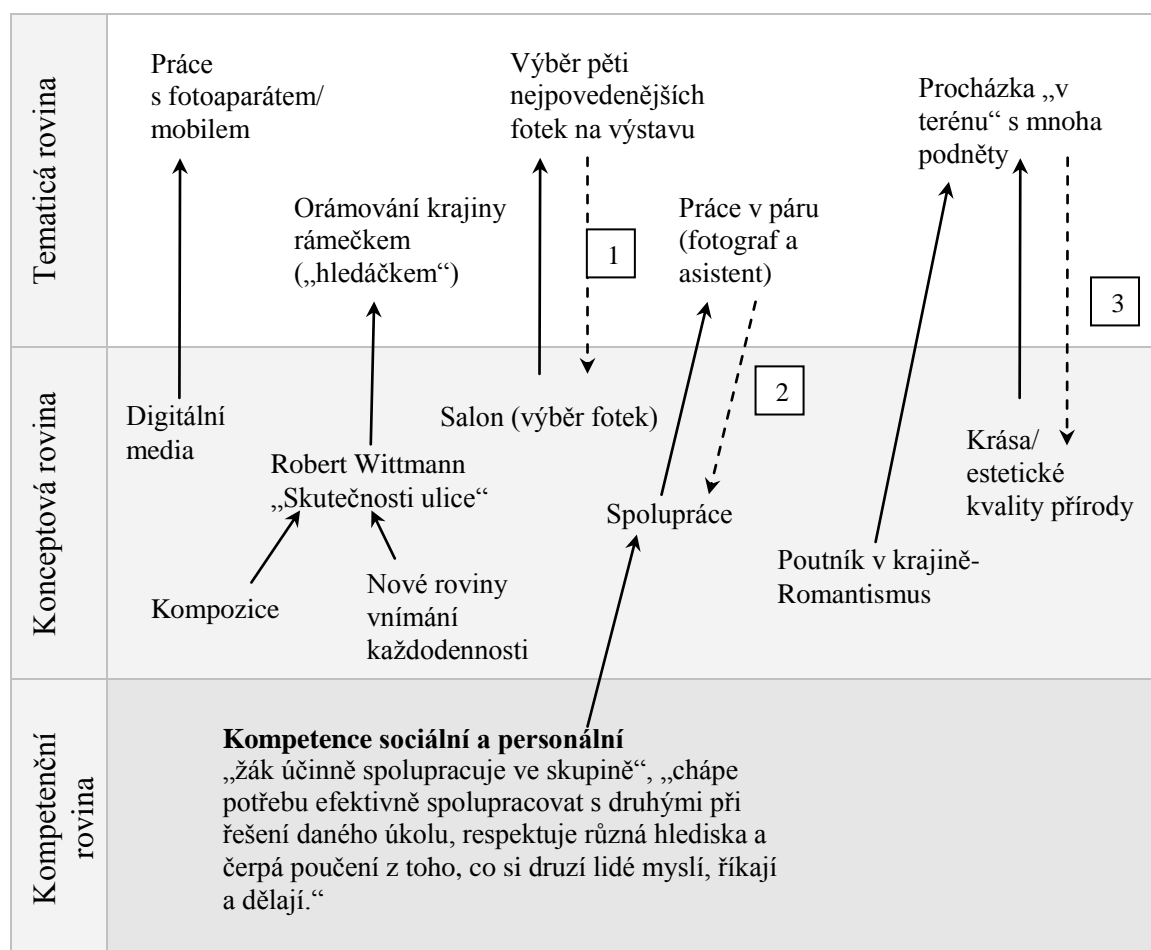 Tematická rovina
Práce
s fotoaparátem/
mobilem
Výběr pěti
nejpovedenějších
fotek na výstavu
Procházka „v
terénu“ s mnoha
podněty
Orámování krajiny
rámečkem
(„hledáčkem“)
1
Práce v páru
(fotograf a
asistent)
3
Konceptová rovina
2
Digitální
media
Salon (výběr fotek)
Robert Wittmann
„Skutečnosti ulice“
Krása/
estetické
kvality přírody
Spolupráce
Kompozice
Nové roviny
vnímání
každodennosti
Poutník v krajině-
Romantismus
Kompetenční
rovina
Kompetence sociální a personální
„žák účinně spolupracuje ve skupině“, „chápe
potřebu efektivně spolupracovat s druhými při
řešení daného úkolu, respektuje různá hlediska a
čerpá poučení z toho, co si druzí lidé myslí, říkají
a dělají.“